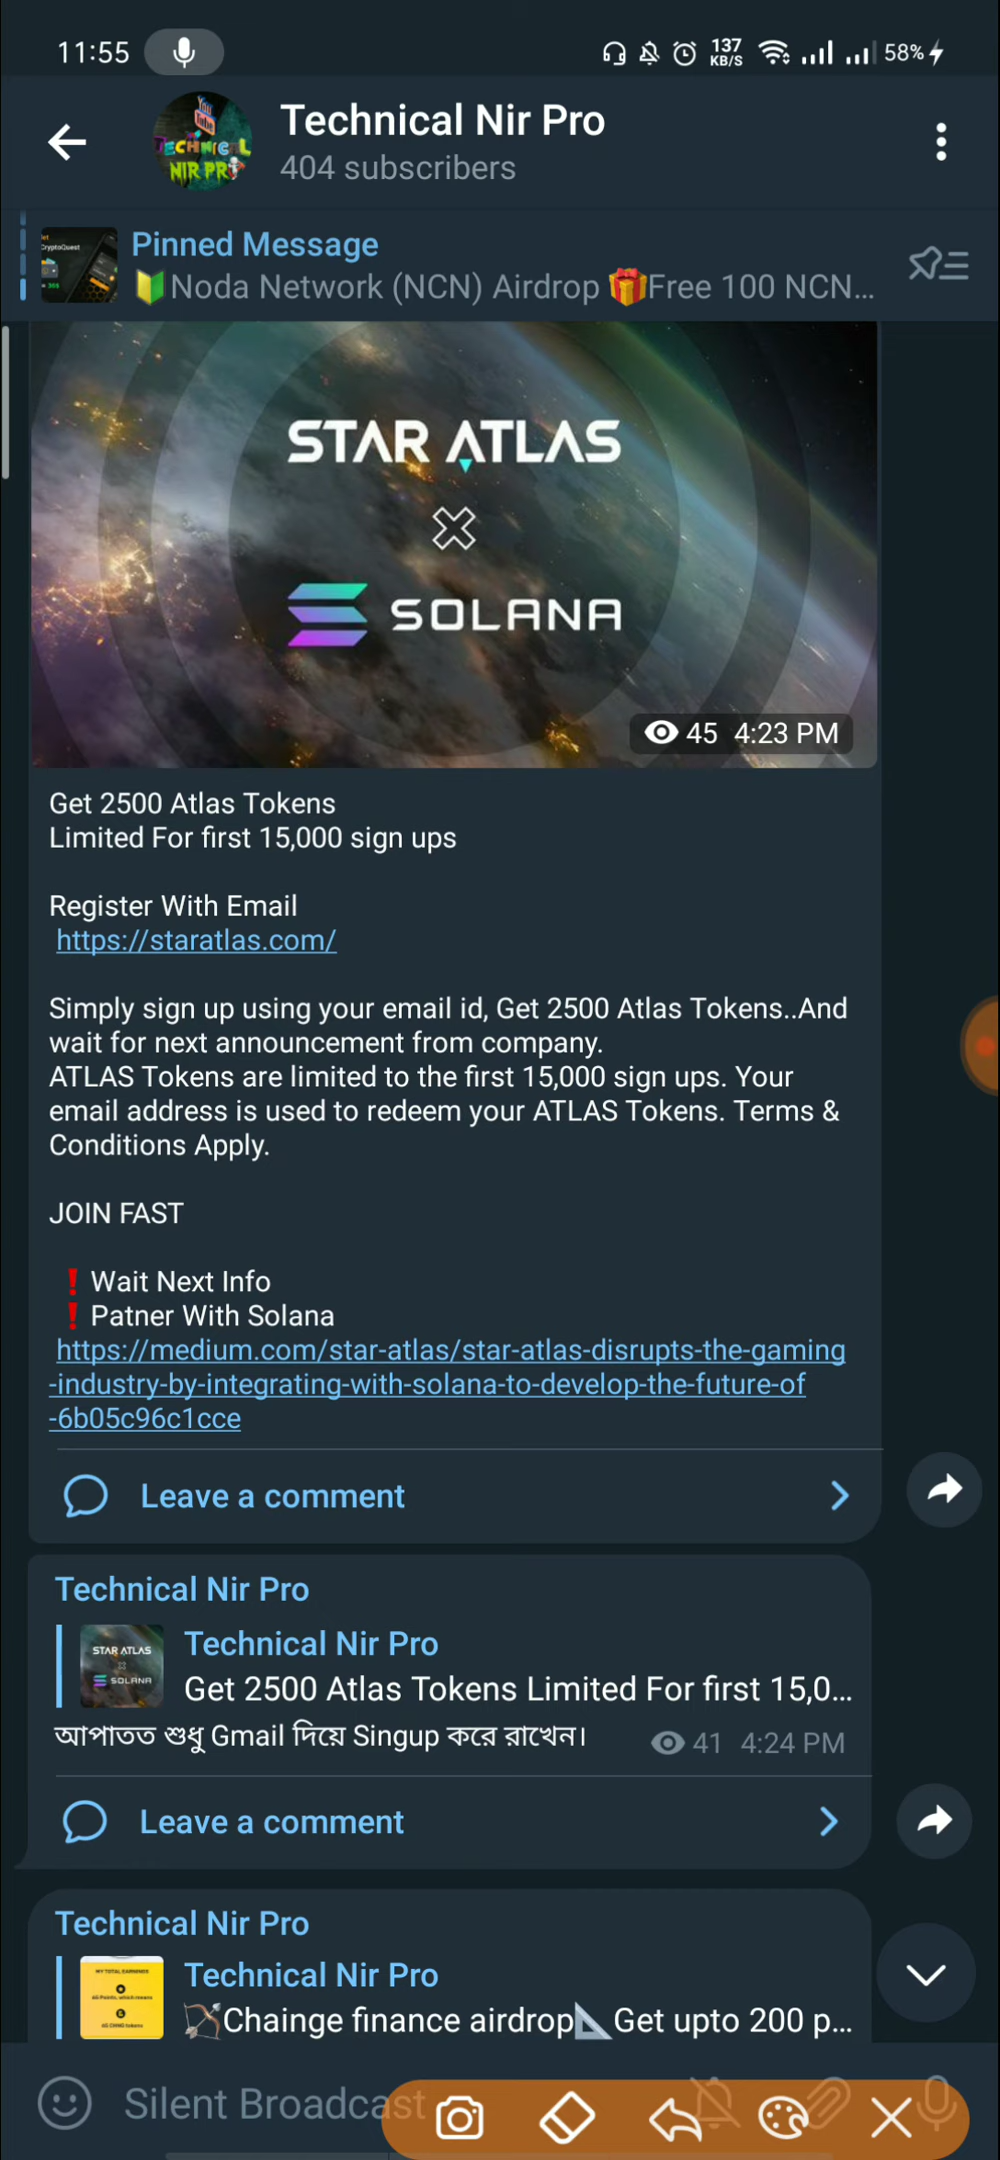 11:55
137
KB/S
58%
Technical Nir Pro
404 subscribers
Pinned Message
🔰Noda Network (NCN) Airdrop 🎁Free 100 NCN...
CryptoQuest
STAR ATLAS
SOLANA
45 4:23 PM
Get 2500 Atlas Tokens
Limited For first 15,000 sign ups
Register With Email
https://staratlas.com/
Simply sign up using your email id, Get 2500 Atlas Tokens..And
wait for next announcement from company.
ATLAS Tokens are limited to the first 15,000 sign ups. Your
email address is used to redeem your ATLAS Tokens. Terms &
Conditions Apply.
JOIN FAST
❗Wait Next Info
❗Patner With Solana
https://medium.com/star-atlas/star-atlas-disrupts-the-gaming
-industry-by-integrating-with-solana-to-develop-the-future-of
-6b05c96c1cce
Leave a comment
Technical Nir Pro
STAR ATLAS
SOLANA
Technical Nir Pro
Get 2500 Atlas Tokens Limited For first 15,0...
আপাতত শুধু Gmail দিয়ে Singup করে রাখেন।
41 4:24 PM
Leave a comment
Technical Nir Pro
MY TOTAL EARNINGS
Technical Nir Pro
🏹Chainge finance airdrop📐Get upto 200 p...
Silent Broadcast